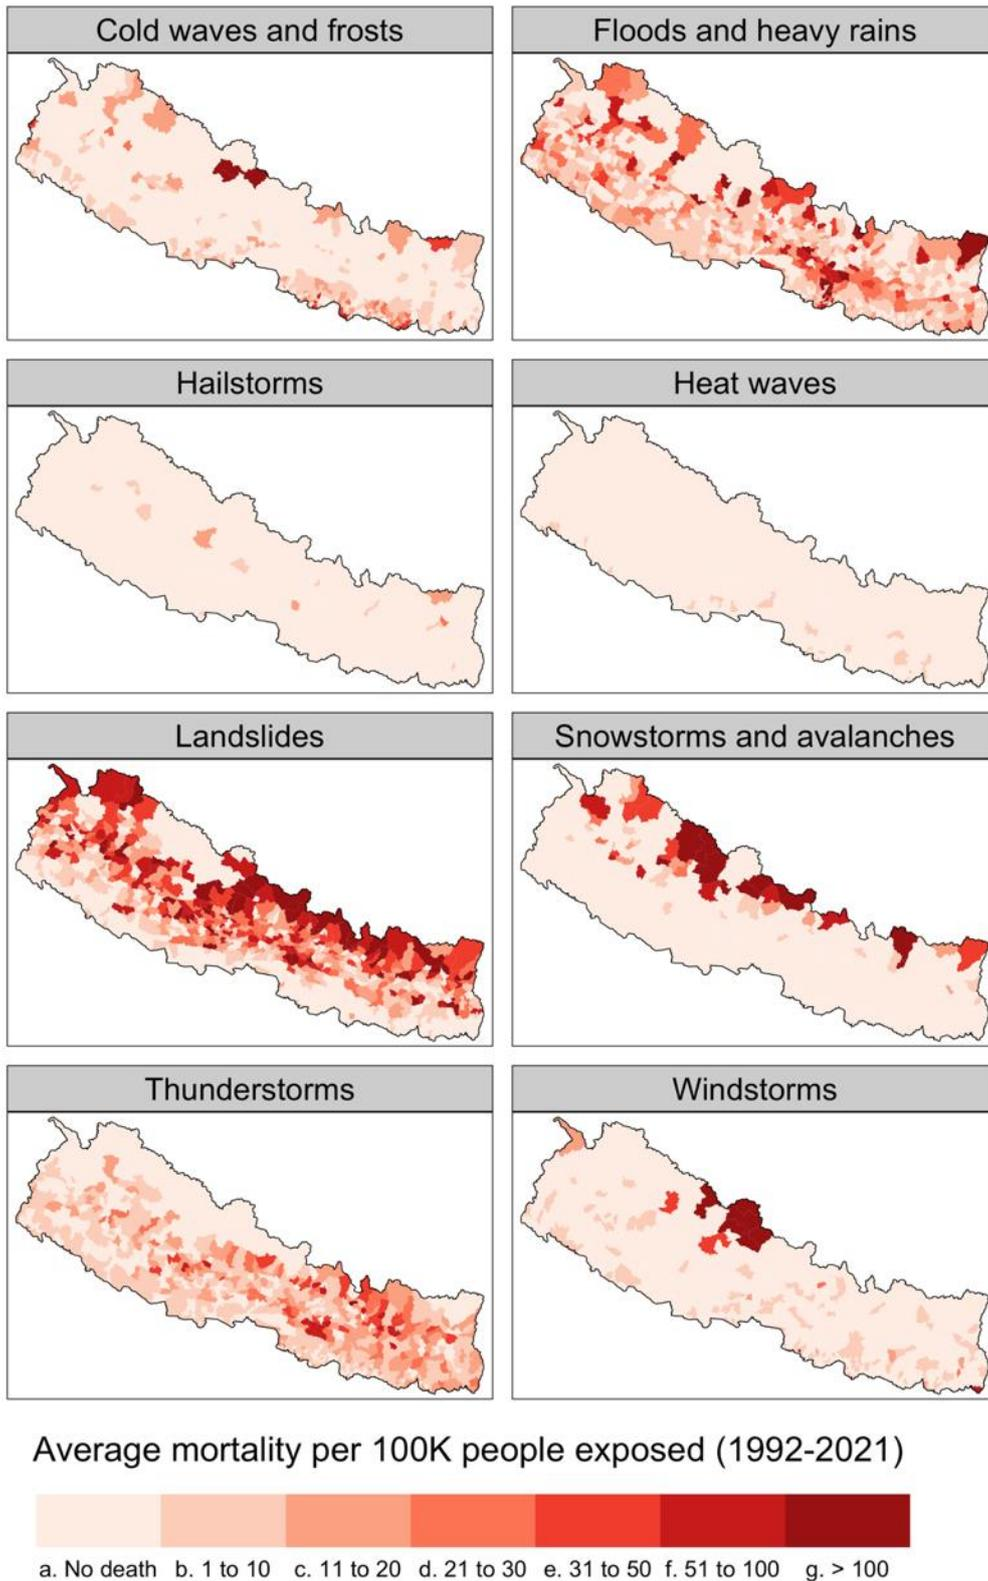 Cold waves and frosts
Floods and heavy rains
Hailstorms
Heat waves
Landslides
Snowstorms and avalanches
Thunderstorms
Windstorms
Average mortality per 100K people exposed (1992-2021)
a. No death b. 1 to 10 c. 11 to 20 d. 21 to 30 e. 31 to 50 f. 51 to 100 g. > 100